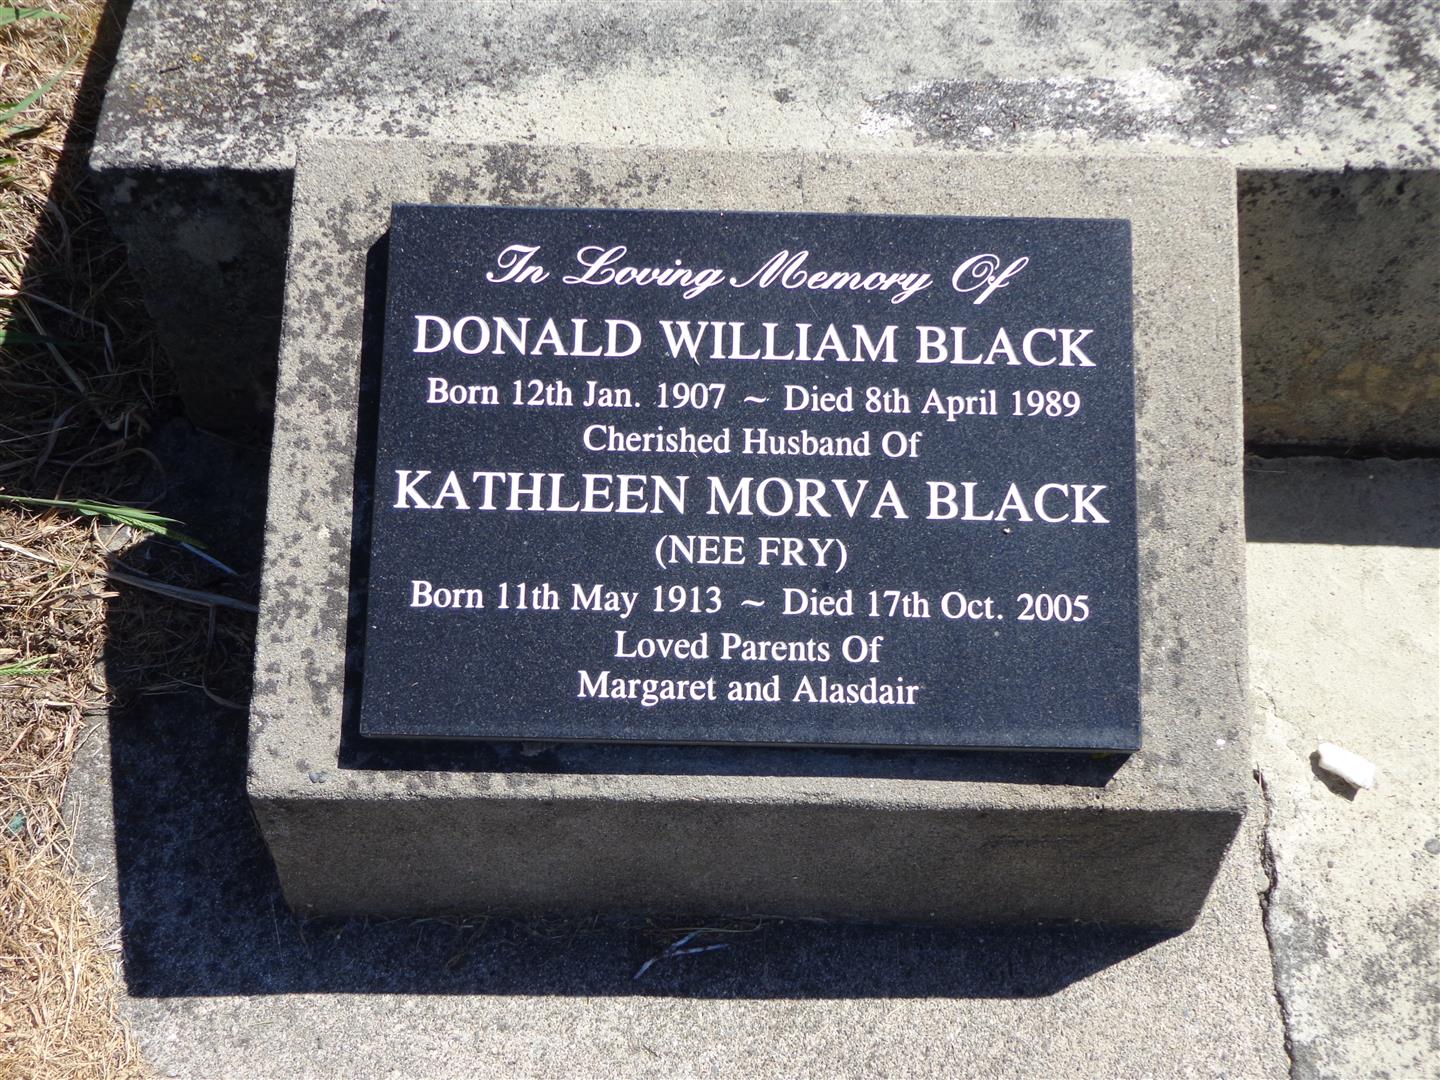 In Loving Memory Of
DONALD WILLIAM BLACK
Born 12th Jan. 1907 ~ Died 8th April 1989
Cherished Husband Of
KATHLEEN MORVA BLACK
(NEE FRY)
Born 11th May 1913 ~ Died 17th Oct. 2005
Loved Parents Of
Margaret and Alasdair